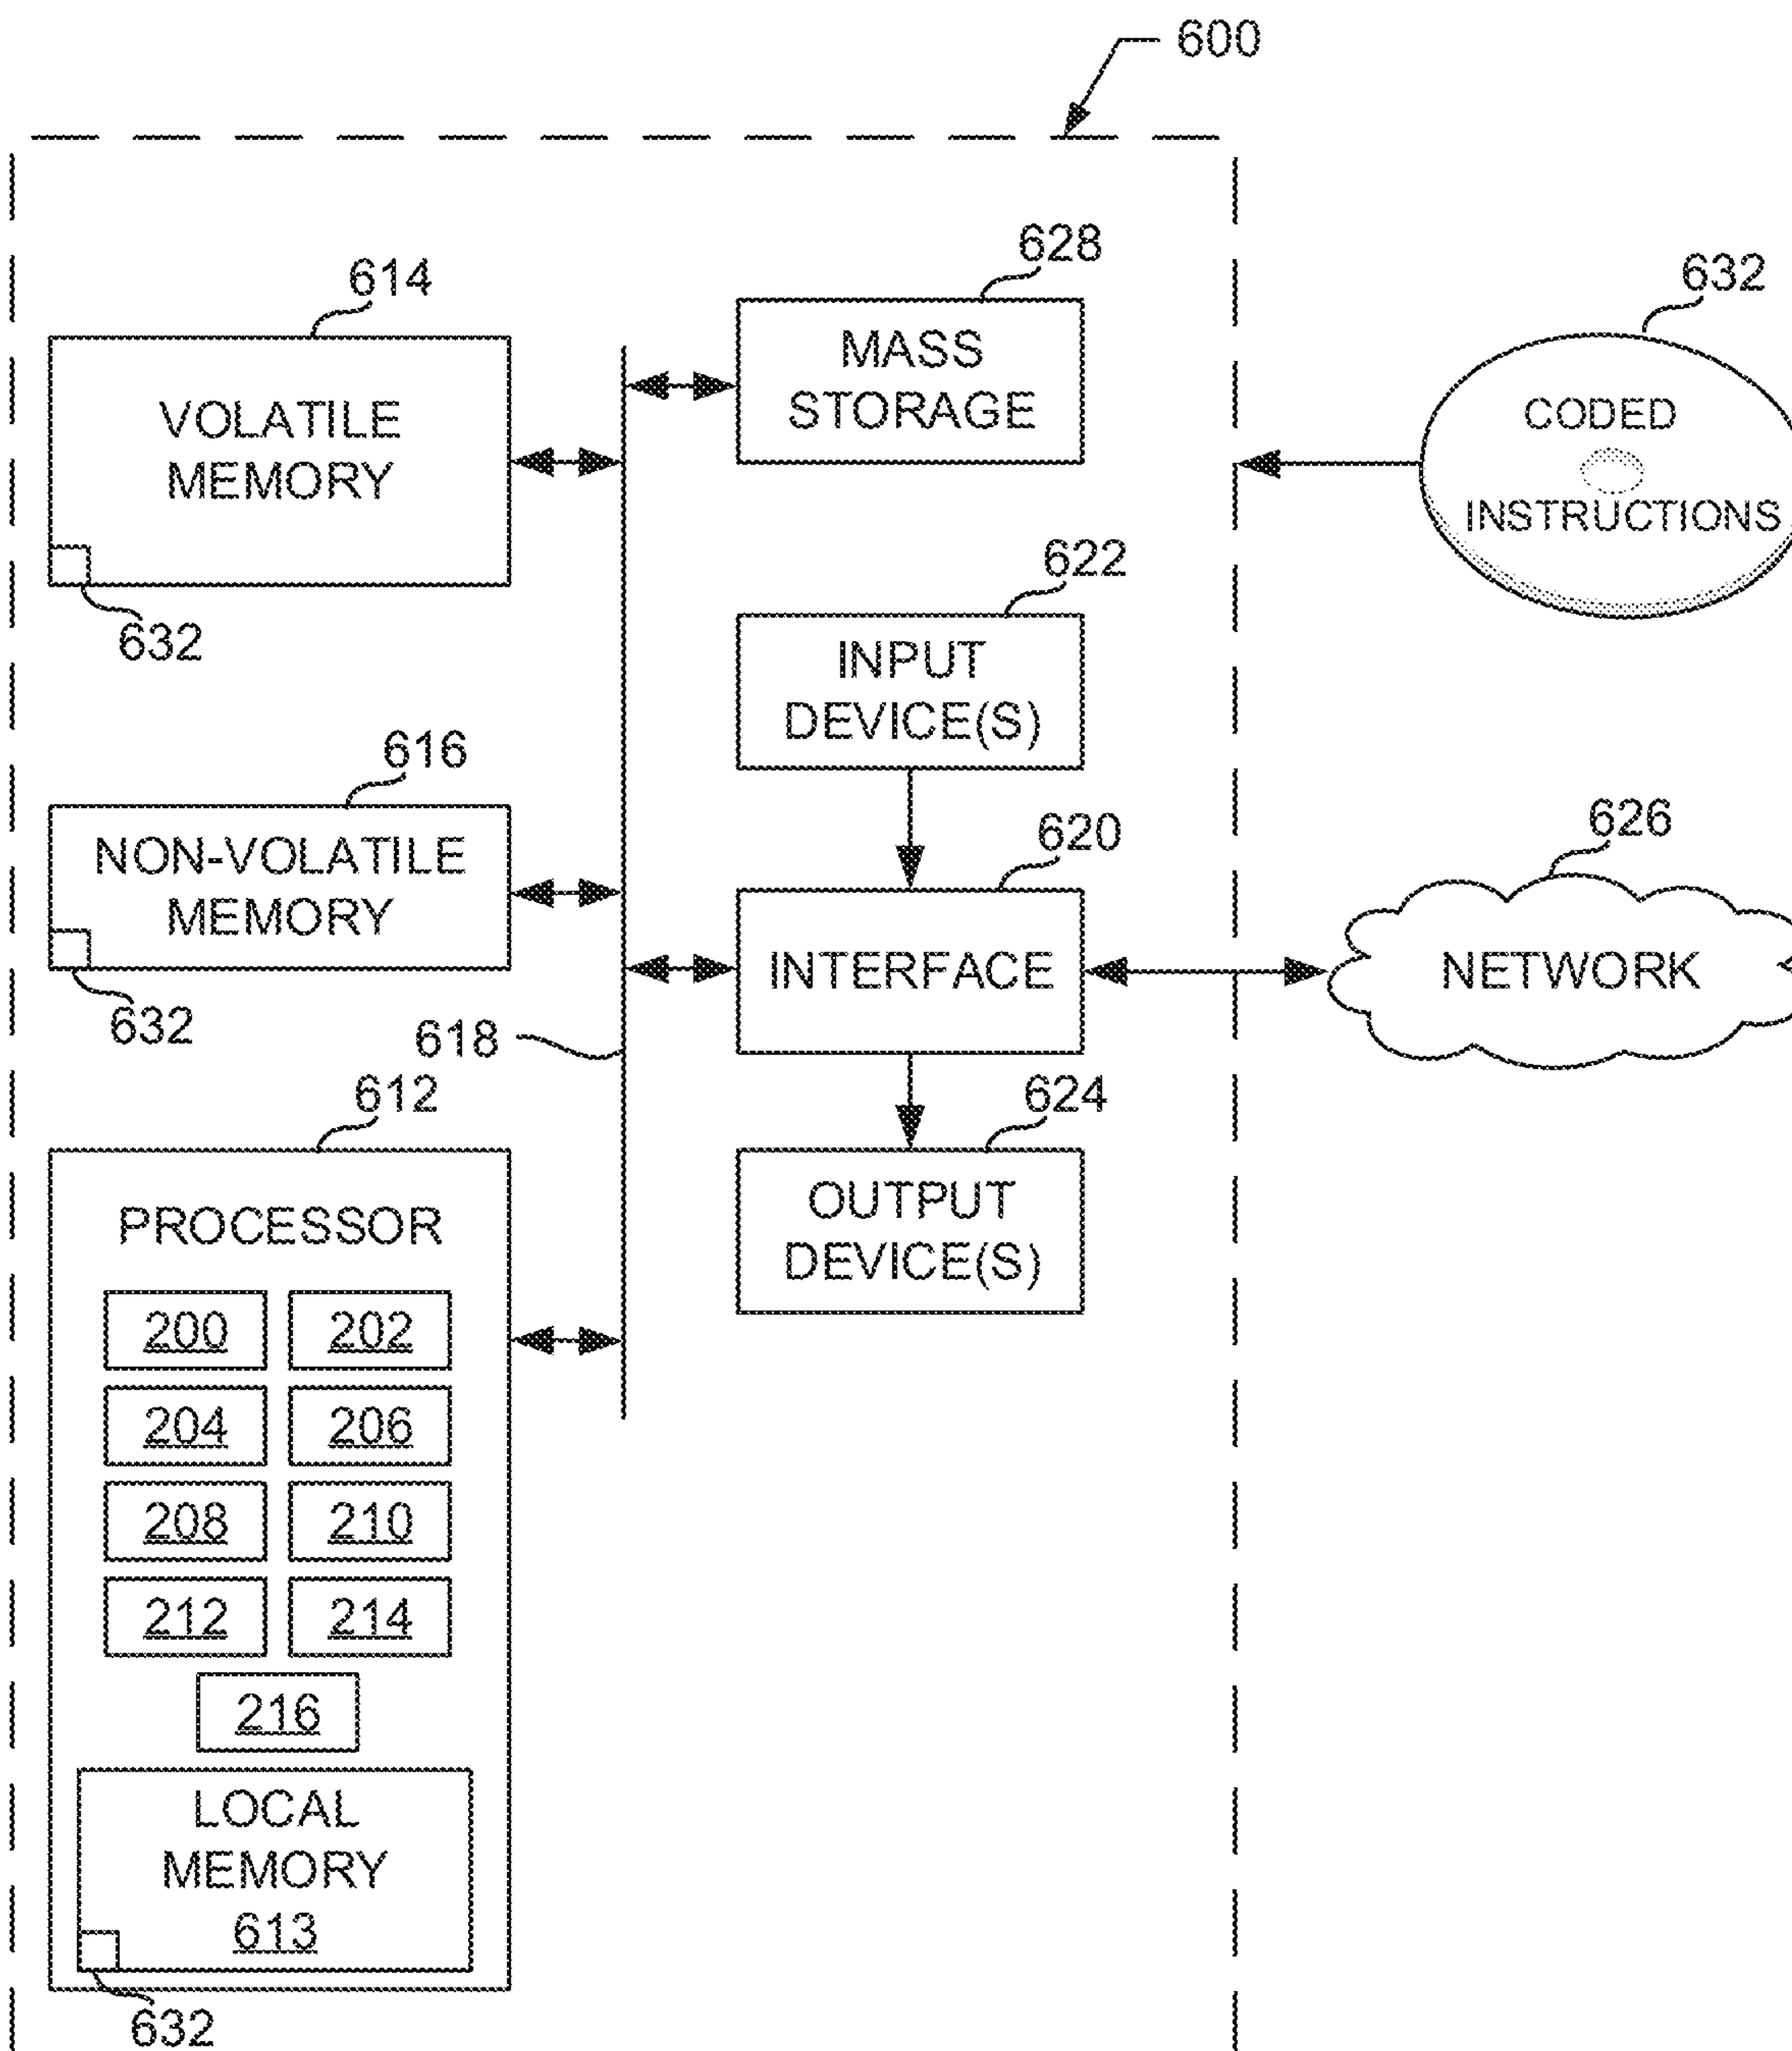 600
614
VOLATILE
MEMORY
632
628
MASS
STORAGE
632
CODED
INSTRUCTIONS
622
INPUT
DEVICE(S)
616
NON-VOLATILE
MEMORY
632
618
620
INTERFACE
626
NETWORK
624
OUTPUT
DEVICE(S)
612
PROCESSOR
200 202
204 206
208 210
212 214
216
LOCAL
MEMORY
613
632